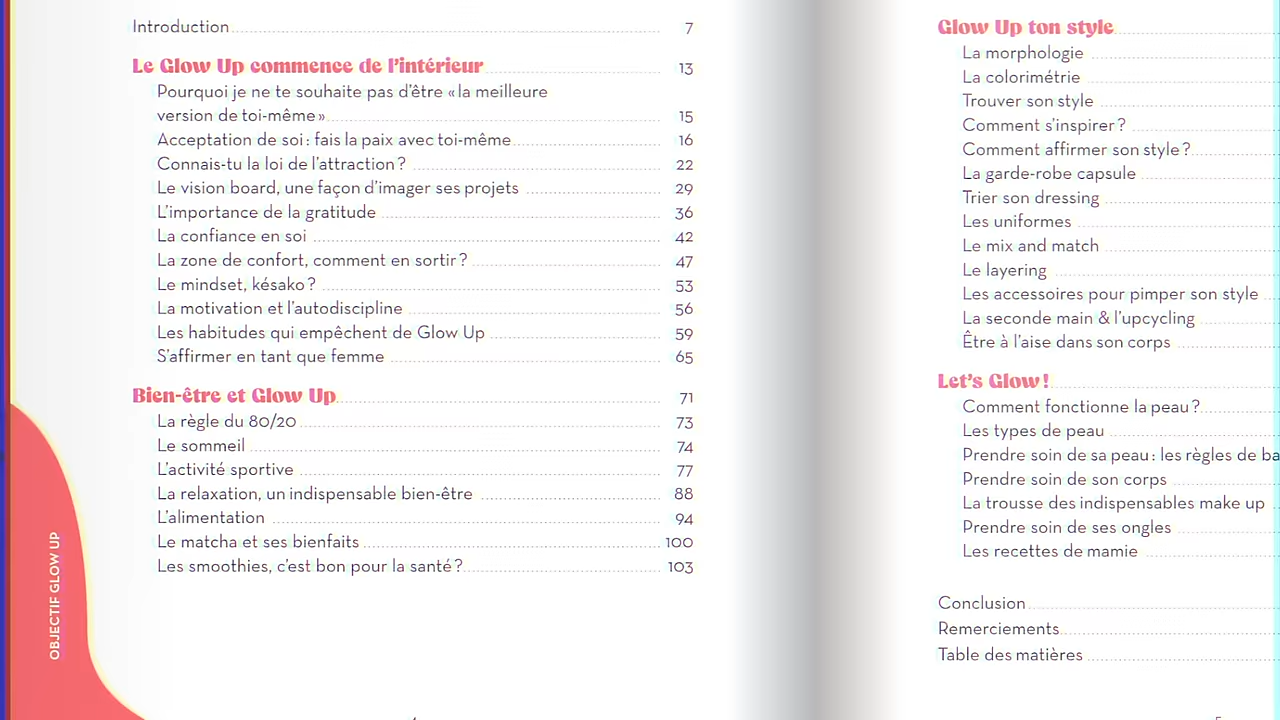 Introduction 7
Le Glow Up commence de l'intérieur 13
Pourquoi je ne te souhaite pas d'être «la meilleure
version de toi-même» 15
Acceptation de soi : fais la paix avec toi-même 16
Connais-tu la loi de l'attraction ? 22
Le vision board, une façon d'imager ses projets 29
L'importance de la gratitude 36
La confiance en soi 42
La zone de confort, comment en sortir ? 47
Le mindset, késako ? 53
La motivation et l'autodiscipline 56
Les habitudes qui empêchent de Glow Up 59
S'affirmer en tant que femme 65
Bien-être et Glow Up 71
La règle du 80/20 73
Le sommeil 74
L'activité sportive 77
La relaxation, un indispensable bien-être 88
L'alimentation 94
Le matcha et ses bienfaits 100
Les smoothies, c'est bon pour la santé ? 103
OBJECTIF GLOW UP
Glow Up ton style
La morphologie
La colorimétrie
Trouver son style
Comment s'inspirer ?
Comment affirmer son style ?
La garde-robe capsule
Trier son dressing
Les uniformes
Le mix and match
Le layering
Les accessoires pour pimper son style
La seconde main & l'upcycling
Être à l'aise dans son corps
Let's Glow !
Comment fonctionne la peau ?
Les types de peau
Prendre soin de sa peau : les règles de ba
Prendre soin de son corps
La trousse des indispensables make up
Prendre soin de ses ongles
Les recettes de mamie
Conclusion
Remerciements
Table des matières